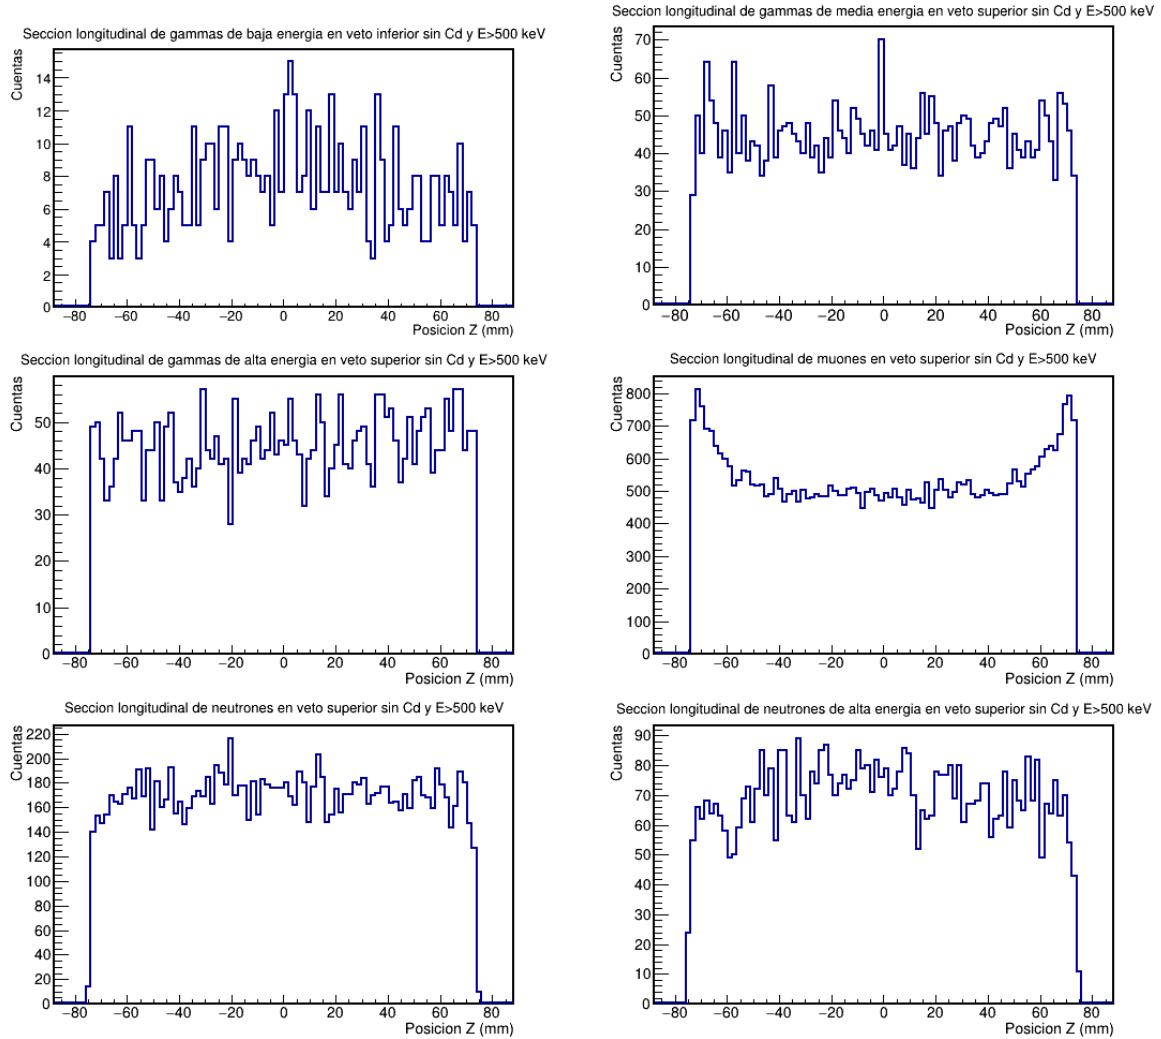 Seccion longitudinal de gammas de baja energia en veto inferior sin Cd y E>500 keV
Cuentas
14
12
10
8
6
4
2
0
−80 −60 −40 −20 0 20 40 60 80
Posicion Z (mm)
Seccion longitudinal de gammas de media energia en veto superior sin Cd y E>500 keV
Cuentas
70
60
50
40
30
20
10
0
−80 −60 −40 −20 0 20 40 60 80
Posicion Z (mm)
Seccion longitudinal de gammas de alta energia en veto superior sin Cd y E>500 keV
Cuentas
50
40
30
20
10
0
−80 −60 −40 −20 0 20 40 60 80
Posicion Z (mm)
Seccion longitudinal de muones en veto superior sin Cd y E>500 keV
Cuentas
800
700
600
500
400
300
200
100
0
−80 −60 −40 −20 0 20 40 60 80
Posicion Z (mm)
Seccion longitudinal de neutrones en veto superior sin Cd y E>500 keV
Cuentas
220
200
180
160
140
120
100
80
60
40
20
0
−80 −60 −40 −20 0 20 40 60 80
Posicion Z (mm)
Seccion longitudinal de neutrones de alta energia en veto superior sin Cd y E>500 keV
Cuentas
90
80
70
60
50
40
30
20
10
0
−80 −60 −40 −20 0 20 40 60 80
Posicion Z (mm)